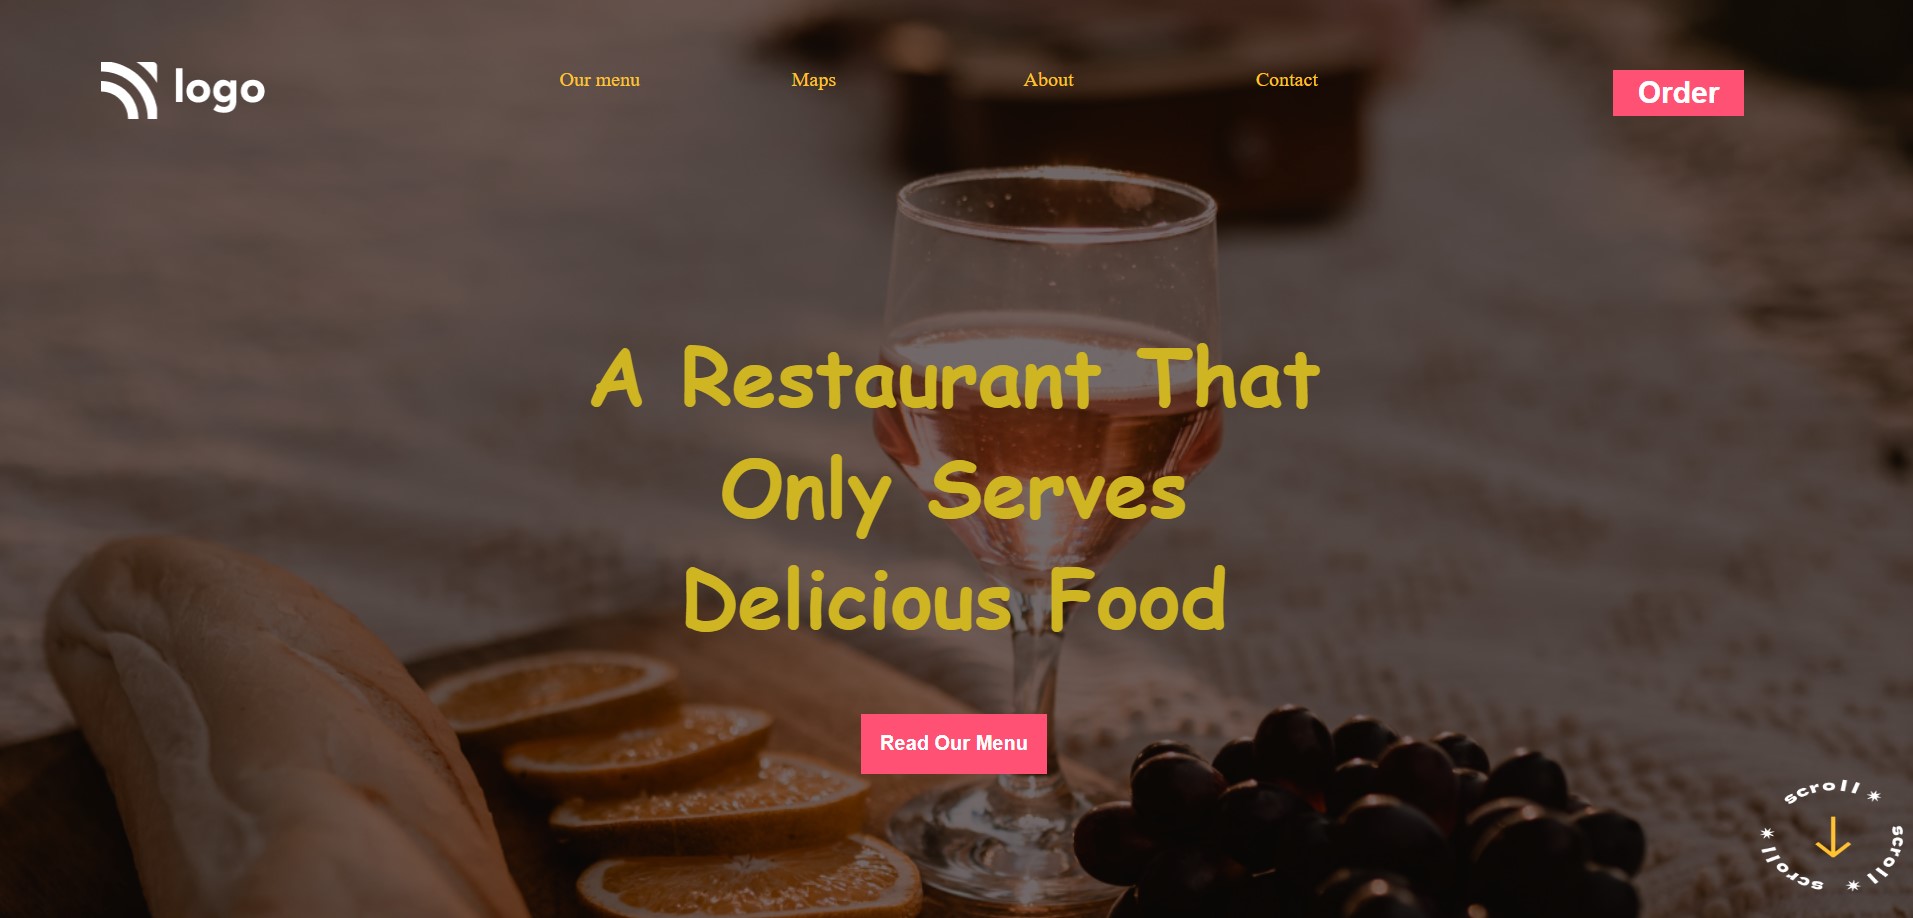 logo
Our menu
Maps
About
Contact
Order
A Restaurant That
Only Serves
Delicious Food
Read Our Menu
scroll
scroll
scroll
scroll